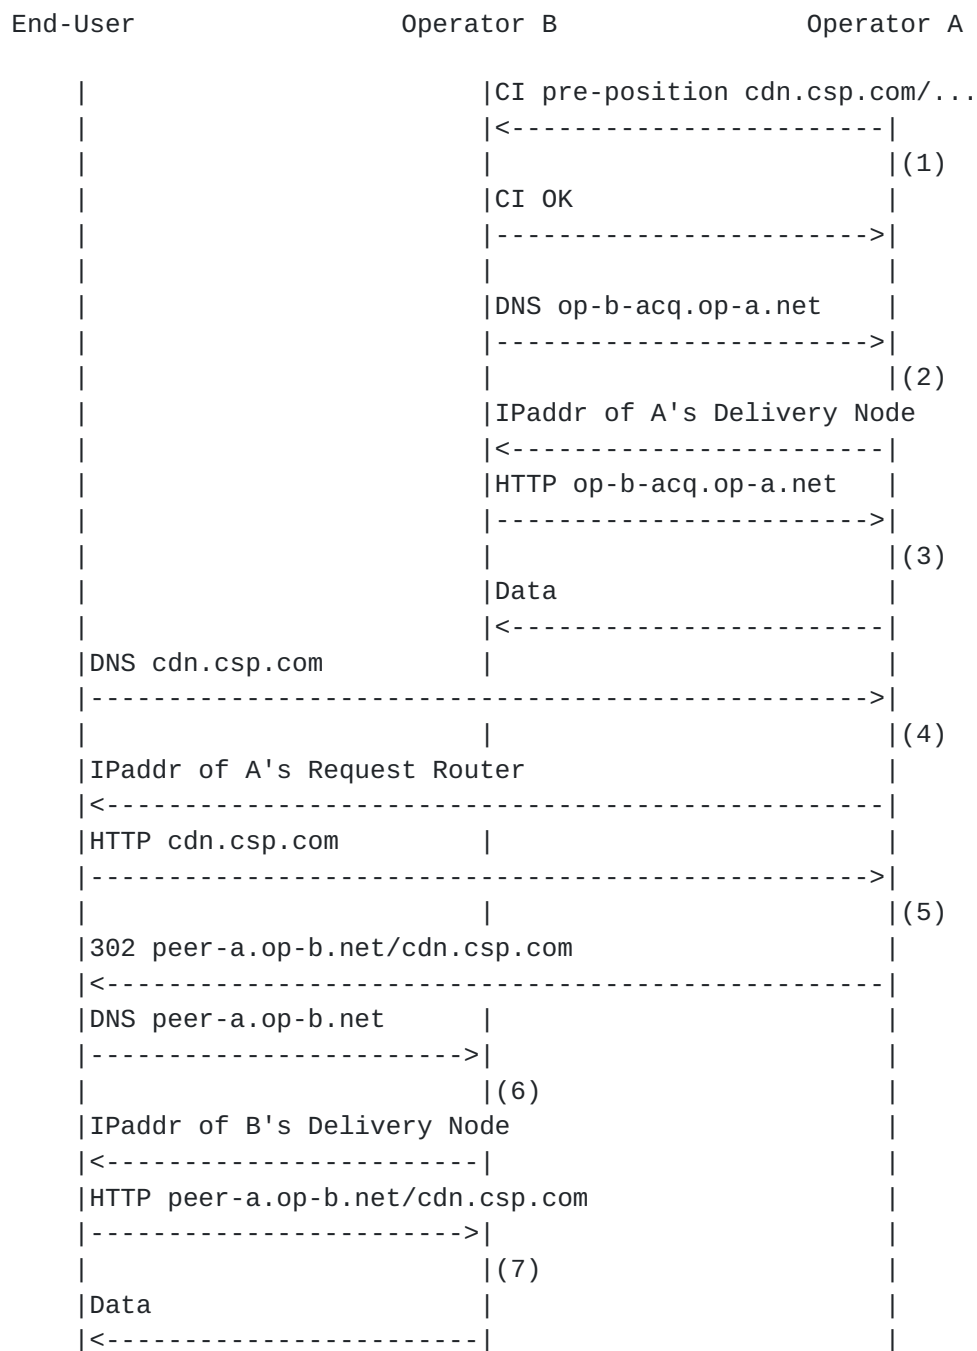 End-User                 Operator B                Operator A

    |                         |CI pre-position cdn.csp.com/...
    |                         |<------------------------|
    |                         |                         |(1)
    |                         |CI OK                    |
    |                         |------------------------>|
    |                         |                         |
    |                         |DNS op-b-acq.op-a.net    |
    |                         |------------------------>|
    |                         |                         |(2)
    |                         |IPaddr of A's Delivery Node
    |                         |<------------------------|
    |                         |HTTP op-b-acq.op-a.net   |
    |                         |------------------------>|
    |                         |                         |(3)
    |                         |Data                     |
    |                         |<------------------------|
    |DNS cdn.csp.com          |                         |
    |-------------------------------------------------->|
    |                         |                         |(4)
    |IPaddr of A's Request Router                       |
    |<--------------------------------------------------|
    |HTTP cdn.csp.com         |                         |
    |-------------------------------------------------->|
    |                         |                         |(5)
    |302 peer-a.op-b.net/cdn.csp.com                    |
    |<--------------------------------------------------|
    |DNS peer-a.op-b.net      |                         |
    |------------------------>|                         |
    |                         |(6)                      |
    |IPaddr of B's Delivery Node                        |
    |<------------------------|                         |
    |HTTP peer-a.op-b.net/cdn.csp.com                   |
    |------------------------>|                         |
    |                         |(7)                      |
    |Data                     |                         |
    |<------------------------|                         |